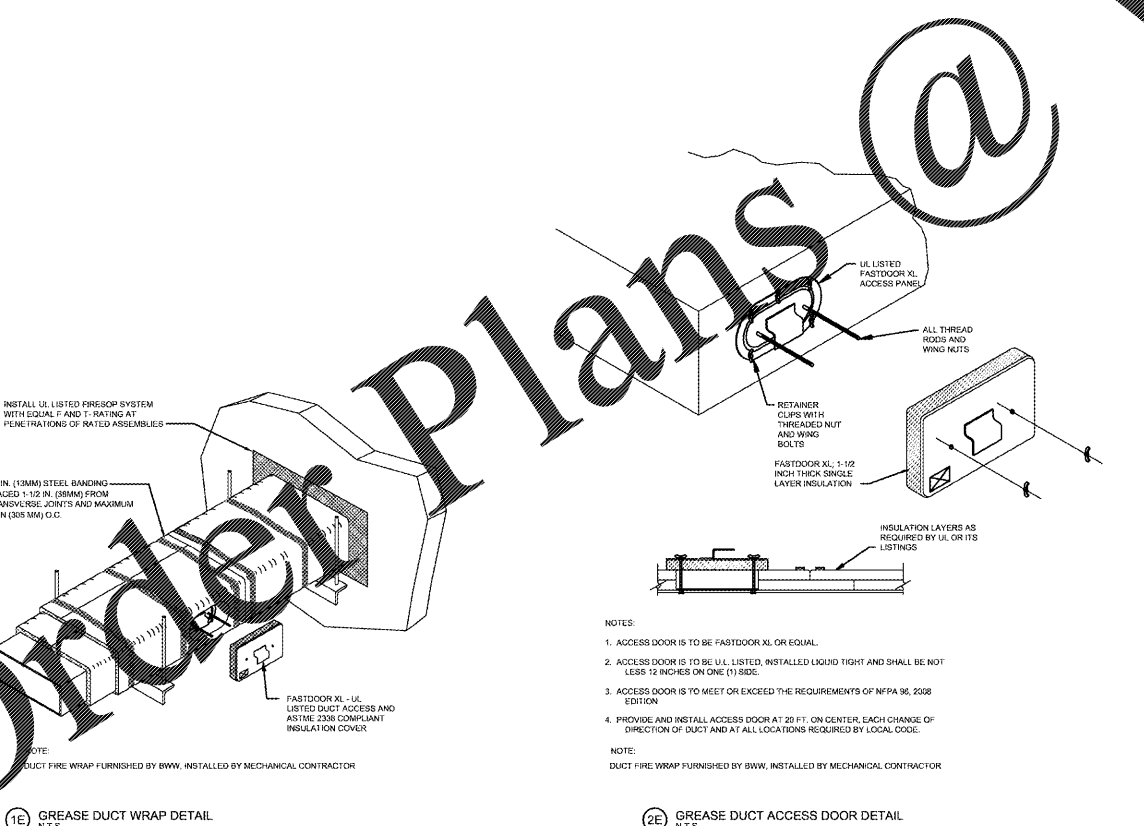 Order Plans @
INSTALL UL LISTED FIRESOP SYSTEM
WITH EQUAL F AND T- RATING AT
PENETRATIONS OF RATED ASSEMBLIES
IN. (13MM) STEEL BANDING
ACED 1-1/2 IN. (38MM) FROM
ANSVERSE JOINTS AND MAXIMUM
IN (305 MM) O.C.
FASTDOOR XL - UL
LISTED DUCT ACCESS AND
ASTME 2338 COMPLIANT
INSULATION COVER
OTE:
DUCT FIRE WRAP FURNISHED BY BWW, INSTALLED BY MECHANICAL CONTRACTOR
1E GREASE DUCT WRAP DETAIL
N.T.S.
UL LISTED
FASTDOOR XL
ACCESS PANEL
ALL THREAD
RODS AND
WING NUTS
RETAINER
CLIPS WITH
THREADED NUT
AND WING
BOLTS
FASTDOOR XL; 1-1/2
INCH THICK SINGLE
LAYER INSULATION
INSULATION LAYERS AS
REQUIRED BY UL OR ITS
LISTINGS
NOTES:
1. ACCESS DOOR IS TO BE FASTDOOR XL OR EQUAL.
2. ACCESS DOOR IS TO BE U.L. LISTED, INSTALLED LIQUID TIGHT AND SHALL BE NOT
LESS 12 INCHES ON ONE (1) SIDE.
3. ACCESS DOOR IS TO MEET OR EXCEED THE REQUIREMENTS OF NFPA 96, 2008
EDITION
4. PROVIDE AND INSTALL ACCESS DOOR AT 20 FT. ON CENTER, EACH CHANGE OF
DIRECTION OF DUCT AND AT ALL LOCATIONS REQUIRED BY LOCAL CODE.
NOTE:
DUCT FIRE WRAP FURNISHED BY BWW, INSTALLED BY MECHANICAL CONTRACTOR
2E GREASE DUCT ACCESS DOOR DETAIL
N.T.S.